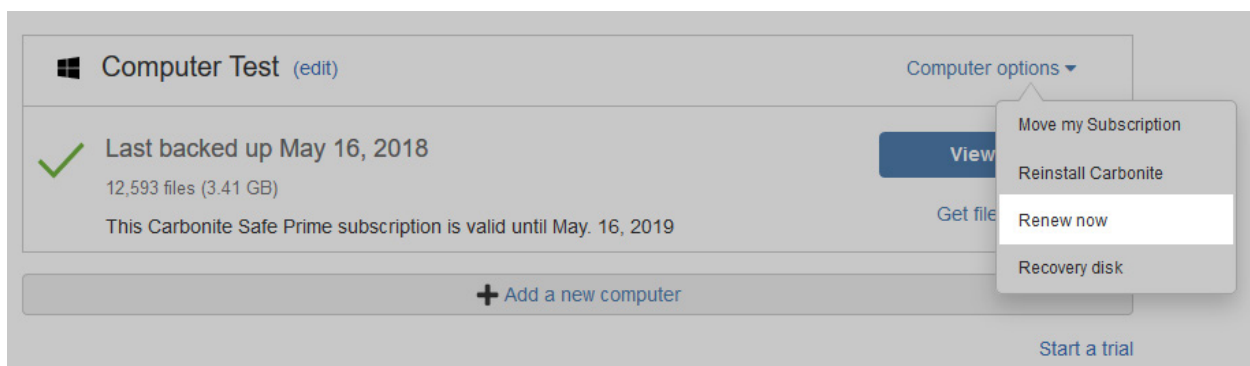 Computer Test (edit)
Computer options
Last backed up May 16, 2018
12,593 files (3.41 GB)
This Carbonite Safe Prime subscription is valid until May. 16, 2019
View
Get file
Move my Subscription
Reinstall Carbonite
Renew now
Recovery disk
Add a new computer
Start a trial